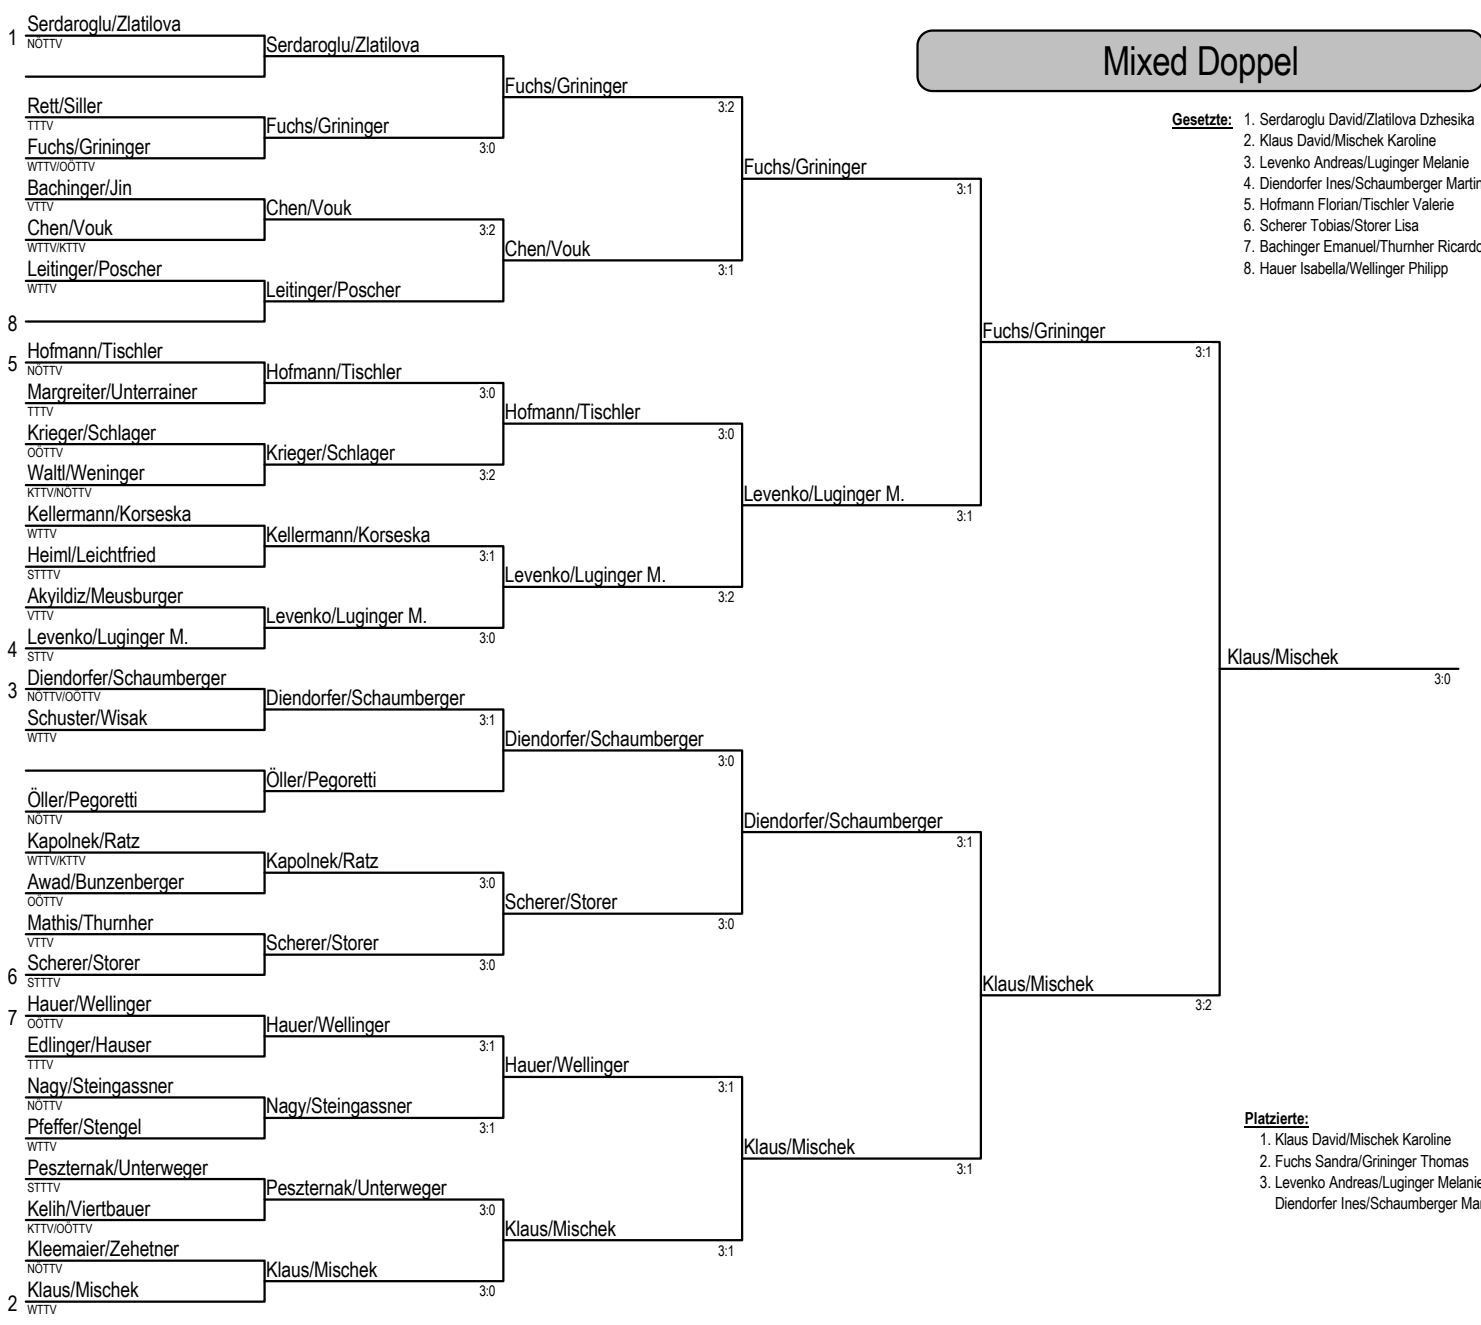 Mixed Doppel
Gesetzte: 1. Serdaroglu David/Zlatilova Dzhesika
2. Klaus David/Mischek Karoline
3. Levenko Andreas/Luginger Melanie
4. Diendorfer Ines/Schaumberger Martin
5. Hofmann Florian/Tischler Valerie
6. Scherer Tobias/Storer Lisa
7. Bachinger Emanuel/Thurnher Ricardo
8. Hauer Isabella/Wellinger Philipp
1 Serdaroglu/Zlatilova
NÖTTV
Rett/Siller
TTTV
Fuchs/Grininger
WTTV/OÖTTV
Bachinger/Jin
VTTV
Chen/Vouk
WTTV/KTTV
Leitinger/Poscher
WTTV
8
5 Hofmann/Tischler
NÖTTV
Margreiter/Unterrainer
TTTV
Krieger/Schlager
OÖTTV
Waltl/Weninger
KTTV/NÖTTV
Kellermann/Korseska
WTTV
Heiml/Leichtfried
STTTV
Akyildiz/Meusburger
VTTV
4 Levenko/Luginger M.
STTV
3 Diendorfer/Schaumberger
NÖTTV/OÖTTV
Schuster/Wisak
WTTV
Öller/Pegoretti
NÖTTV
Kapolnek/Ratz
WTTV/KTTV
Awad/Bunzenberger
OÖTTV
Mathis/Thurnher
VTTV
6 Scherer/Storer
STTTV
7 Hauer/Wellinger
OÖTTV
Edlinger/Hauser
TTTV
Nagy/Steingassner
NÖTTV
Pfeffer/Stengel
WTTV
Peszternak/Unterweger
STTTV
Kelih/Viertbauer
KTTV/OÖTTV
Kleemaier/Zehetner
NÖTTV
2 Klaus/Mischek
WTTV
Serdaroglu/Zlatilova
Fuchs/Grininger
3:0
Chen/Vouk
3:2
Leitinger/Poscher
Hofmann/Tischler
3:0
Krieger/Schlager
3:2
Kellermann/Korseska
3:1
Levenko/Luginger M.
3:0
Diendorfer/Schaumberger
3:1
Öller/Pegoretti
Kapolnek/Ratz
3:0
Scherer/Storer
3:0
Hauer/Wellinger
3:1
Nagy/Steingassner
3:1
Peszternak/Unterweger
3:0
Klaus/Mischek
3:0
Fuchs/Grininger
3:2
Chen/Vouk
3:1
Hofmann/Tischler
3:0
Levenko/Luginger M.
3:2
Diendorfer/Schaumberger
3:0
Scherer/Storer
3:0
Hauer/Wellinger
3:1
Klaus/Mischek
3:1
Fuchs/Grininger
3:1
Levenko/Luginger M.
3:1
Diendorfer/Schaumberger
3:1
Klaus/Mischek
3:1
Fuchs/Grininger
3:1
Klaus/Mischek
3:2
Klaus/Mischek
3:0
Platzierte:
1. Klaus David/Mischek Karoline
2. Fuchs Sandra/Grininger Thomas
3. Levenko Andreas/Luginger Melanie
Diendorfer Ines/Schaumberger Mar